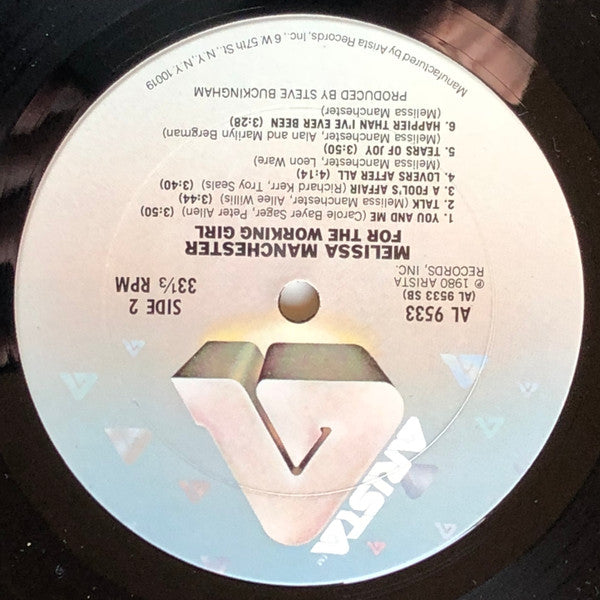 ARISTA
AL 9533
(AL 9533 SB)
℗ 1980 ARISTA
RECORDS, INC.
SIDE 2
33⅓ RPM
MELISSA MANCHESTER
FOR THE WORKING GIRL
1. YOU AND ME (Carole Bayer Sager, Peter Allen) (3:50)
2. TALK (Melissa Manchester, Allee Willis) (3:44)
3. A FOOL'S AFFAIR (Richard Kerr, Troy Seals) (3:40)
4. LOVERS AFTER ALL (4:14)
(Melissa Manchester, Leon Ware)
5. TEARS OF JOY (3:50)
(Melissa Manchester, Alan and Marilyn Bergman)
6. HAPPIER THAN I'VE EVER BEEN (3:28)
(Melissa Manchester)
PRODUCED BY STEVE BUCKINGHAM
Manufactured by Arista Records, Inc., 6 W. 57th St., N.Y., N.Y. 10019